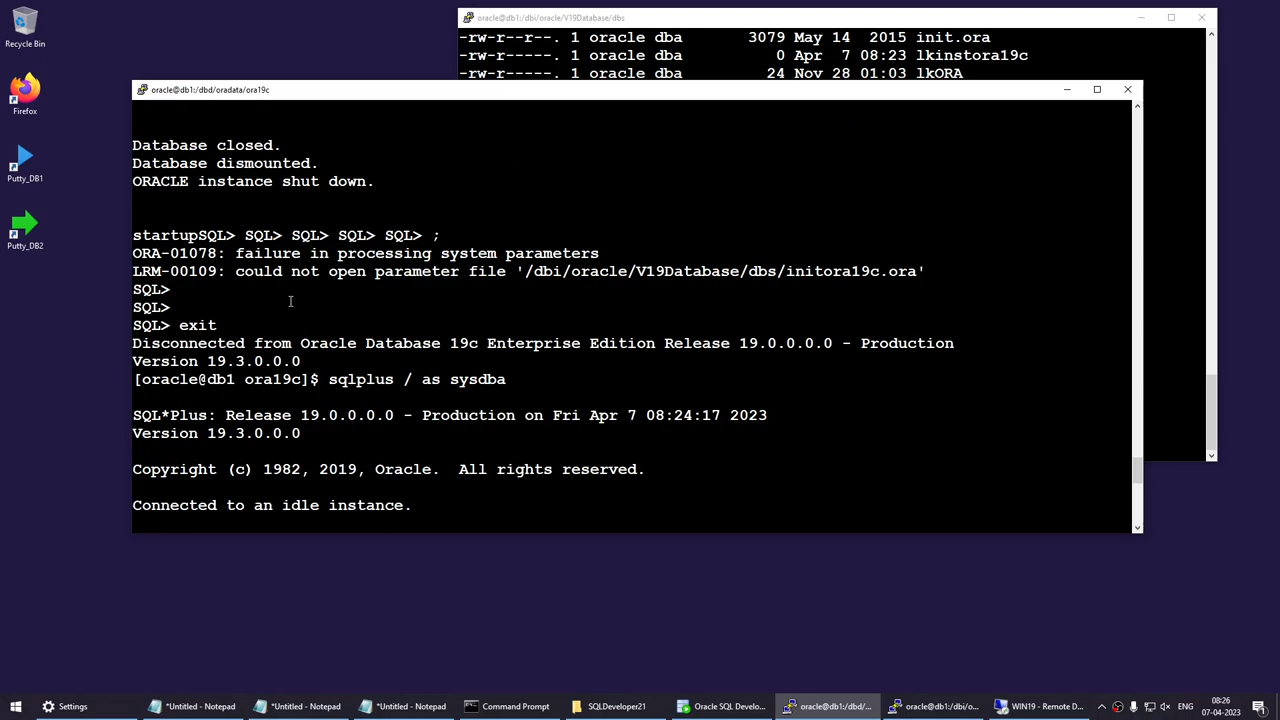 Recycle Bin
Firefox
Putty_DB1
Putty_DB2
oracle@db1:/dbi/oracle/V19Database/dbs
-rw-r--r--. 1 oracle dba       3079 May 14  2015 init.ora
-rw-r-----. 1 oracle dba          0 Apr  7 08:23 lkinstora19c
-rw-r-----. 1 oracle dba         24 Nov 28 01:03 lkORA
oracle@db1:/dbd/oradata/ora19c
Database closed.
Database dismounted.
ORACLE instance shut down.
startupSQL> SQL> SQL> SQL> SQL> ;
ORA-01078: failure in processing system parameters
LRM-00109: could not open parameter file '/dbi/oracle/V19Database/dbs/initora19c.ora'
SQL>
SQL>
SQL> exit
Disconnected from Oracle Database 19c Enterprise Edition Release 19.0.0.0.0 - Production
Version 19.3.0.0.0
[oracle@db1 ora19c]$ sqlplus / as sysdba
SQL*Plus: Release 19.0.0.0.0 - Production on Fri Apr 7 08:24:17 2023
Version 19.3.0.0.0
Copyright (c) 1982, 2019, Oracle.  All rights reserved.
Connected to an idle instance.
Settings
*Untitled - Notepad
*Untitled - Notepad
*Untitled - Notepad
Command Prompt
SQLDeveloper21
Oracle SQL Develo...
oracle@db1:/dbd/...
oracle@db1:/dbi/o...
WIN19 - Remote D...
ENG
08:26
07-04-2023
1